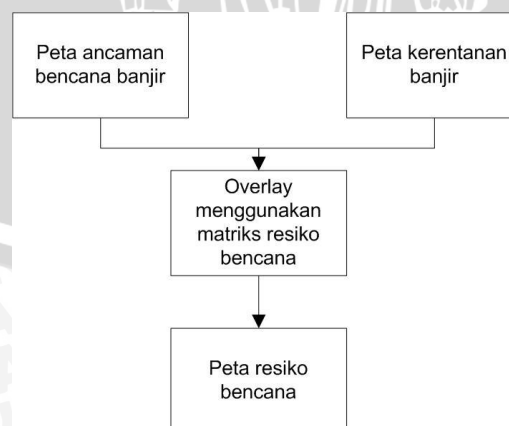 Peta ancaman
bencana banjir
Peta kerentanan
banjir
Overlay
menggunakan
matriks resiko
bencana
Peta resiko
bencana